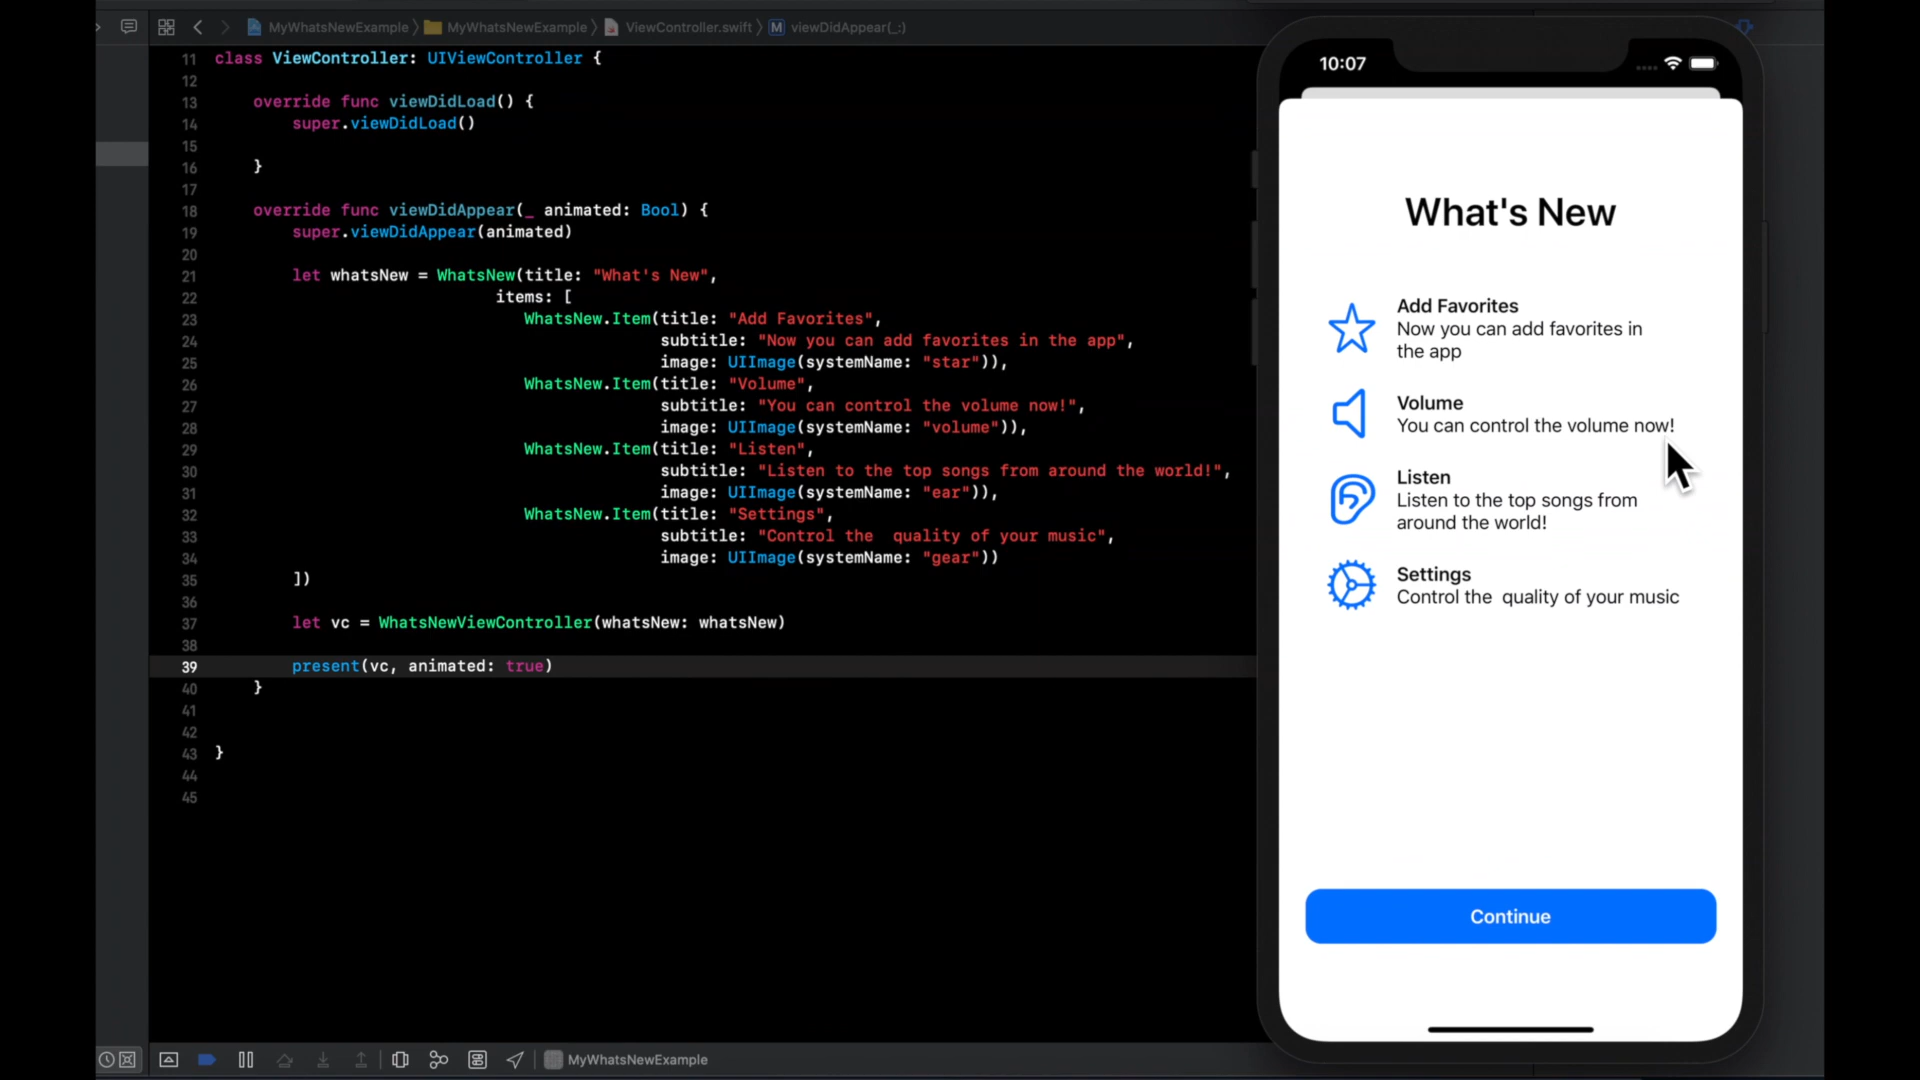 MyWhatsNewExample MyWhatsNewExample ViewController.swift M viewDidAppear(_:)
11 class ViewController: UIViewController {
12
13 override func viewDidLoad() {
14 super.viewDidLoad()
15
16 }
17
18 override func viewDidAppear(_ animated: Bool) {
19 super.viewDidAppear(animated)
20
21 let whatsNew = WhatsNew(title: "What's New",
22 items: [
23 WhatsNew.Item(title: "Add Favorites",
24 subtitle: "Now you can add favorites in the app",
25 image: UIImage(systemName: "star")),
26 WhatsNew.Item(title: "Volume",
27 subtitle: "You can control the volume now!",
28 image: UIImage(systemName: "volume")),
29 WhatsNew.Item(title: "Listen",
30 subtitle: "Listen to the top songs from around the world!",
31 image: UIImage(systemName: "ear")),
32 WhatsNew.Item(title: "Settings",
33 subtitle: "Control the  quality of your music",
34 image: UIImage(systemName: "gear"))
35 ])
36
37 let vc = WhatsNewViewController(whatsNew: whatsNew)
38
39 present(vc, animated: true)
40 }
41
42
43 }
44
45
MyWhatsNewExample
10:07
What's New
Add Favorites
Now you can add favorites in
the app
Volume
You can control the volume now!
Listen
Listen to the top songs from
around the world!
Settings
Control the  quality of your music
Continue